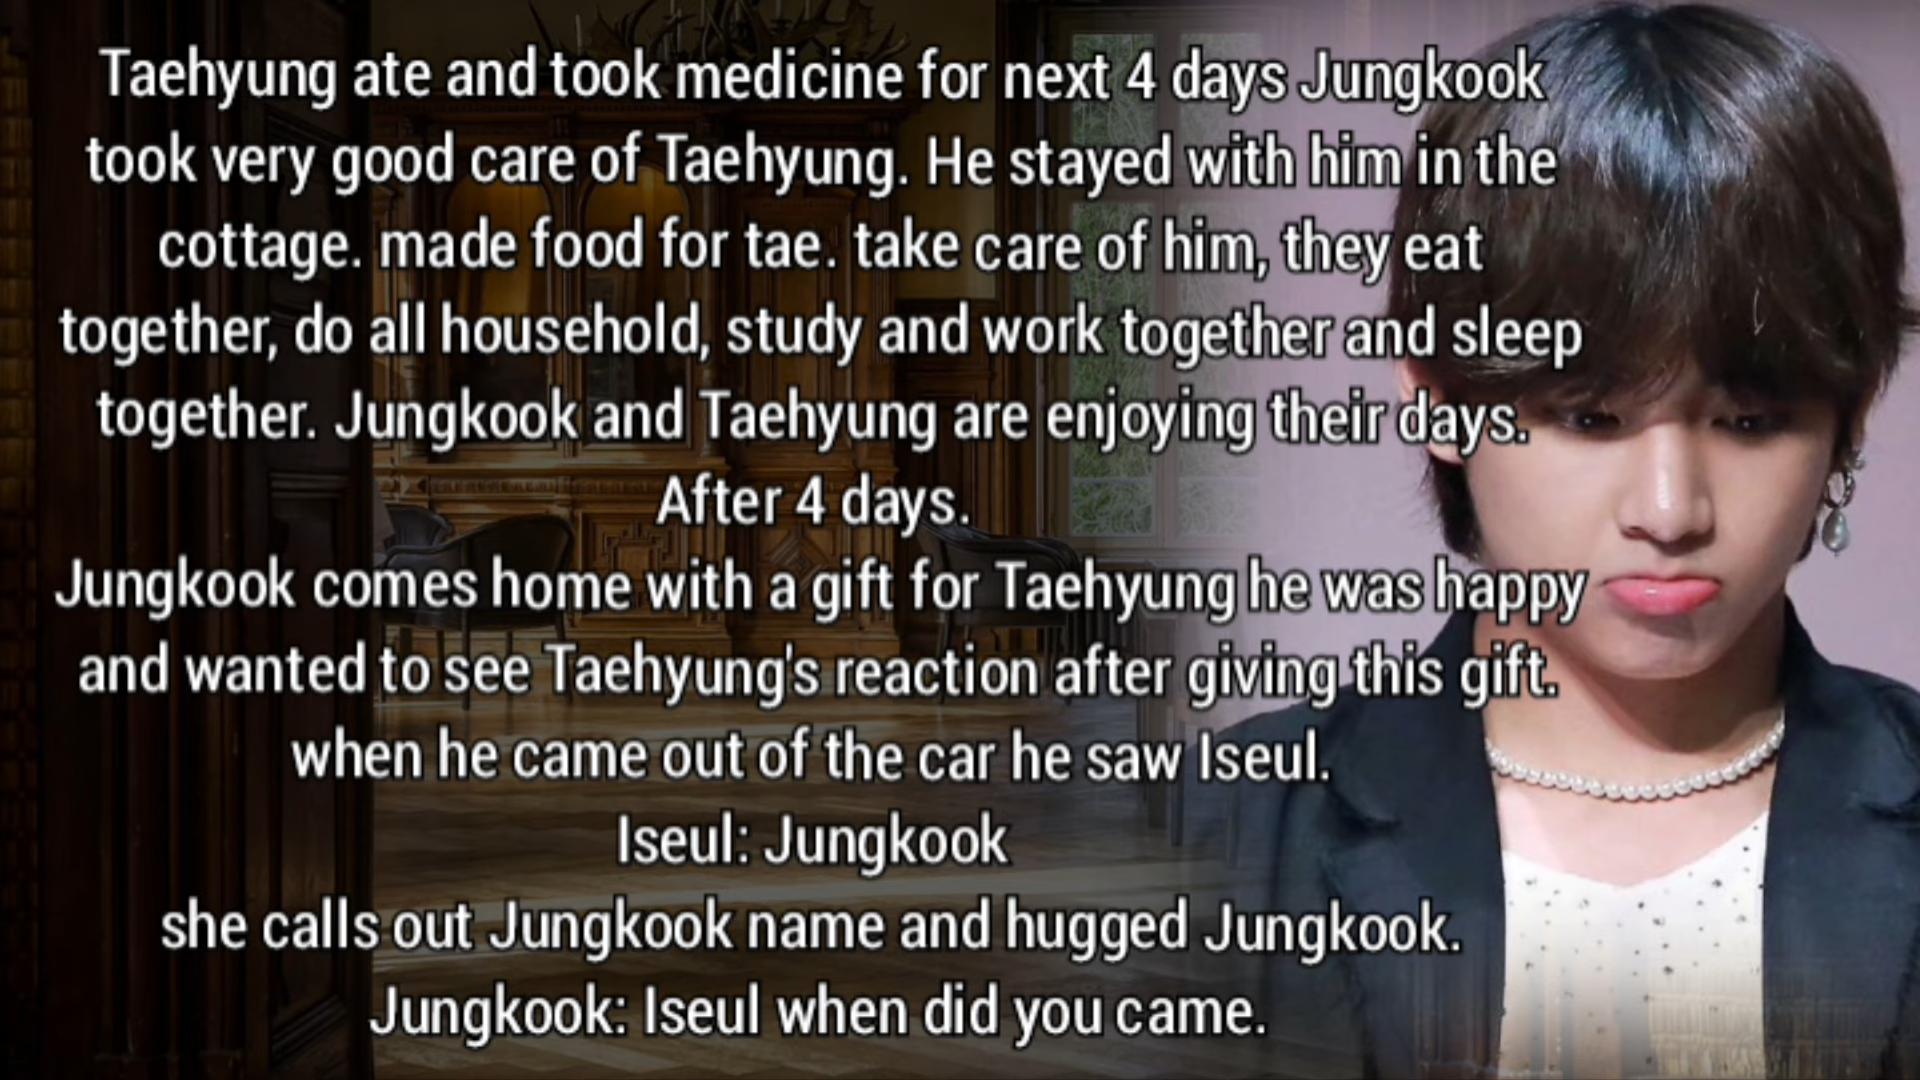 Taehyung ate and took medicine for next 4 days Jungkook
took very good care of Taehyung. He stayed with him in the
cottage. made food for tae. take care of him, they eat
together, do all household, study and work together and sleep
together. Jungkook and Taehyung are enjoying their days.
After 4 days.
Jungkook comes home with a gift for Taehyung he was happy
and wanted to see Taehyung's reaction after giving this gift.
when he came out of the car he saw Iseul.
Iseul: Jungkook
she calls out Jungkook name and hugged Jungkook.
Jungkook: Iseul when did you came.